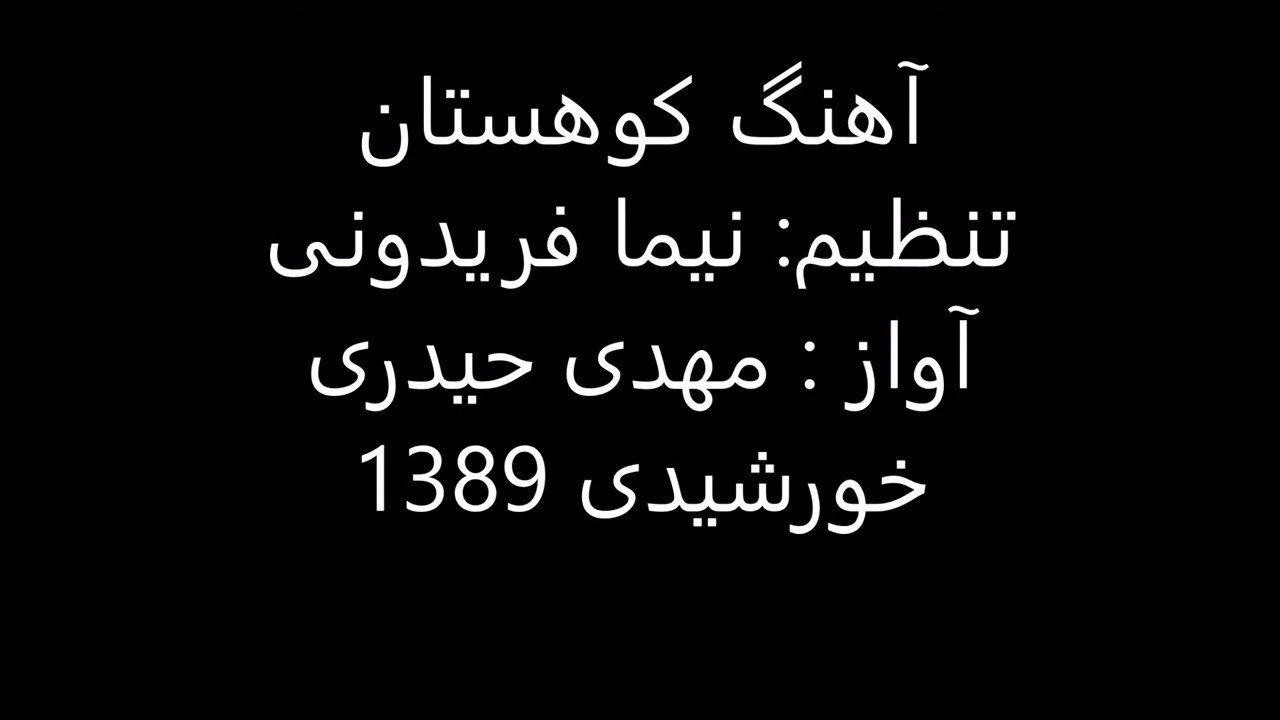 آهنگ کوهستان
تنظیم: نیما فریدونی
آواز : مهدی حیدری
خورشیدی 1389